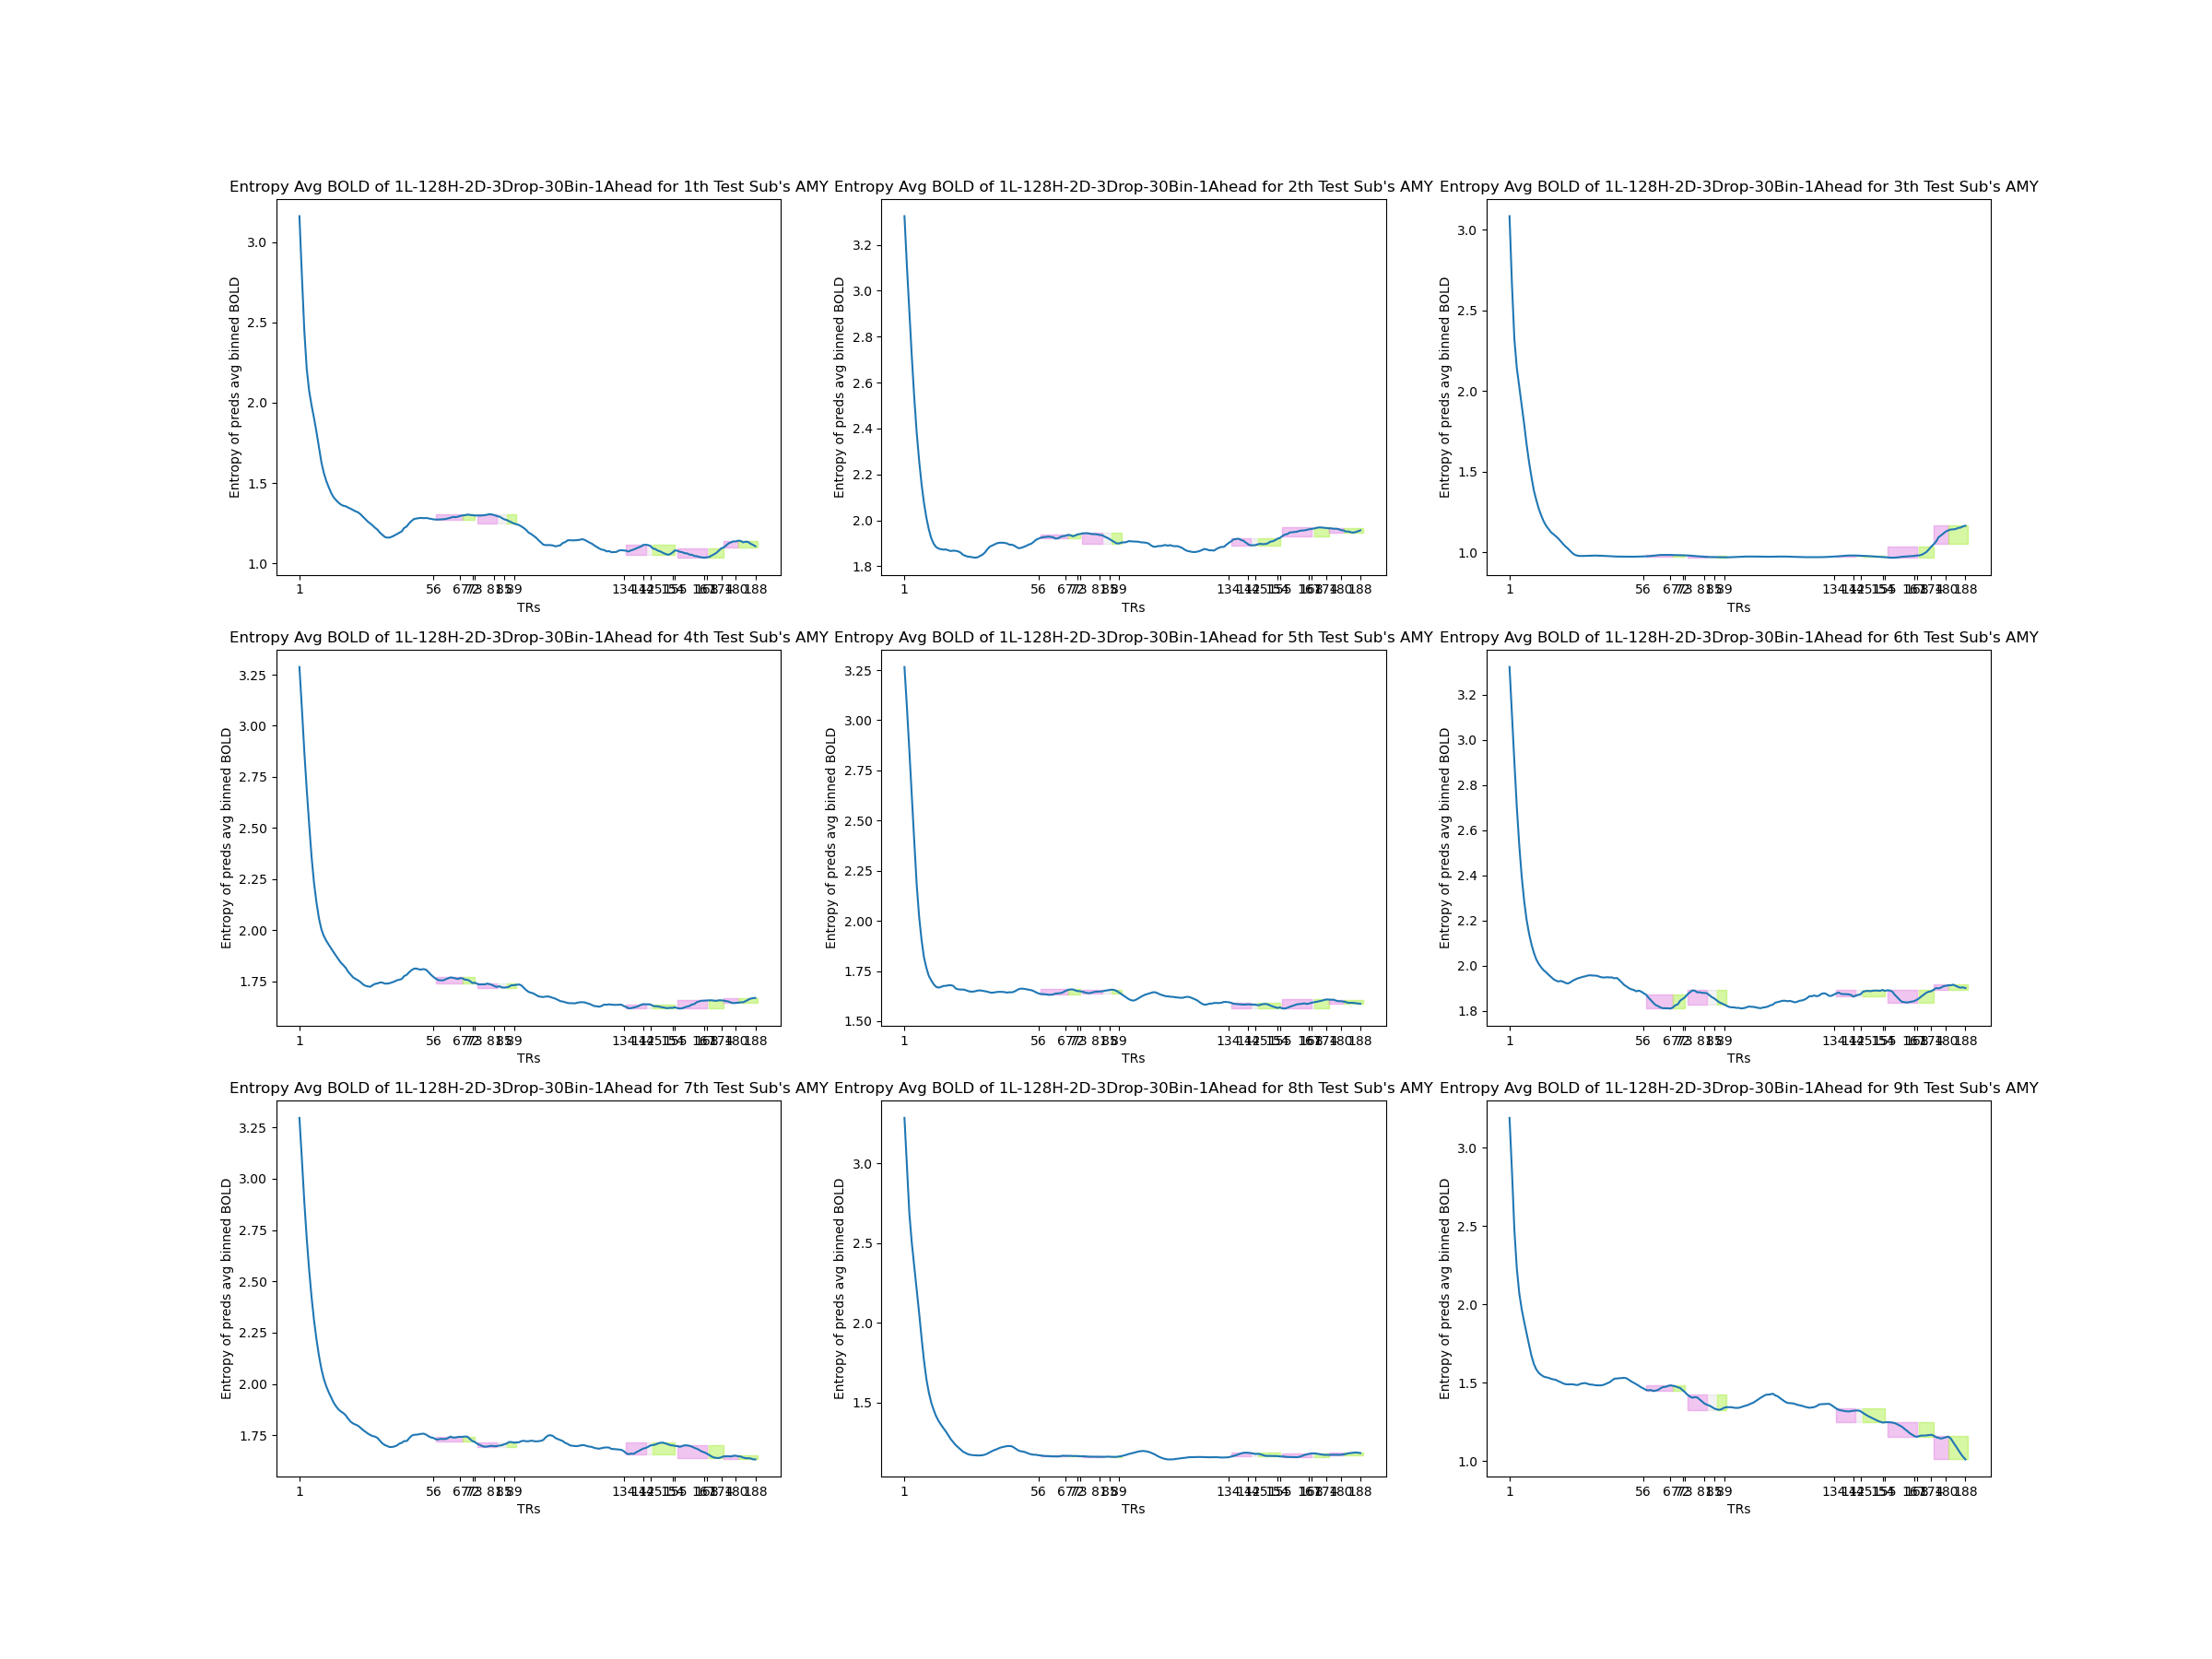 Entropy Avg BOLD of 1L-128H-2D-3Drop-30Bin-1Ahead for 1th Test Sub's AMY
Entropy of preds avg binned BOLD
3.0
2.5
2.0
1.5
1.0
1 56 81 89 134 188
TRs
Entropy Avg BOLD of 1L-128H-2D-3Drop-30Bin-1Ahead for 2th Test Sub's AMY
Entropy of preds avg binned BOLD
3.2
3.0
2.8
2.6
2.4
2.2
2.0
1.8
1 56 81 89 134 188
TRs
Entropy Avg BOLD of 1L-128H-2D-3Drop-30Bin-1Ahead for 3th Test Sub's AMY
Entropy of preds avg binned BOLD
3.0
2.5
2.0
1.5
1.0
1 56 81 89 134 188
TRs
Entropy Avg BOLD of 1L-128H-2D-3Drop-30Bin-1Ahead for 4th Test Sub's AMY
Entropy of preds avg binned BOLD
3.25
3.00
2.75
2.50
2.25
2.00
1.75
1 56 81 89 134 188
TRs
Entropy Avg BOLD of 1L-128H-2D-3Drop-30Bin-1Ahead for 5th Test Sub's AMY
Entropy of preds avg binned BOLD
3.25
3.00
2.75
2.50
2.25
2.00
1.75
1.50
1 56 81 89 134 188
TRs
Entropy Avg BOLD of 1L-128H-2D-3Drop-30Bin-1Ahead for 6th Test Sub's AMY
Entropy of preds avg binned BOLD
3.2
3.0
2.8
2.6
2.4
2.2
2.0
1.8
1 56 81 89 134 188
TRs
Entropy Avg BOLD of 1L-128H-2D-3Drop-30Bin-1Ahead for 7th Test Sub's AMY
Entropy of preds avg binned BOLD
3.25
3.00
2.75
2.50
2.25
2.00
1.75
1 56 81 89 134 188
TRs
Entropy Avg BOLD of 1L-128H-2D-3Drop-30Bin-1Ahead for 8th Test Sub's AMY
Entropy of preds avg binned BOLD
3.0
2.5
2.0
1.5
1 56 81 89 134 188
TRs
Entropy Avg BOLD of 1L-128H-2D-3Drop-30Bin-1Ahead for 9th Test Sub's AMY
Entropy of preds avg binned BOLD
3.0
2.5
2.0
1.5
1.0
1 56 81 89 134 188
TRs